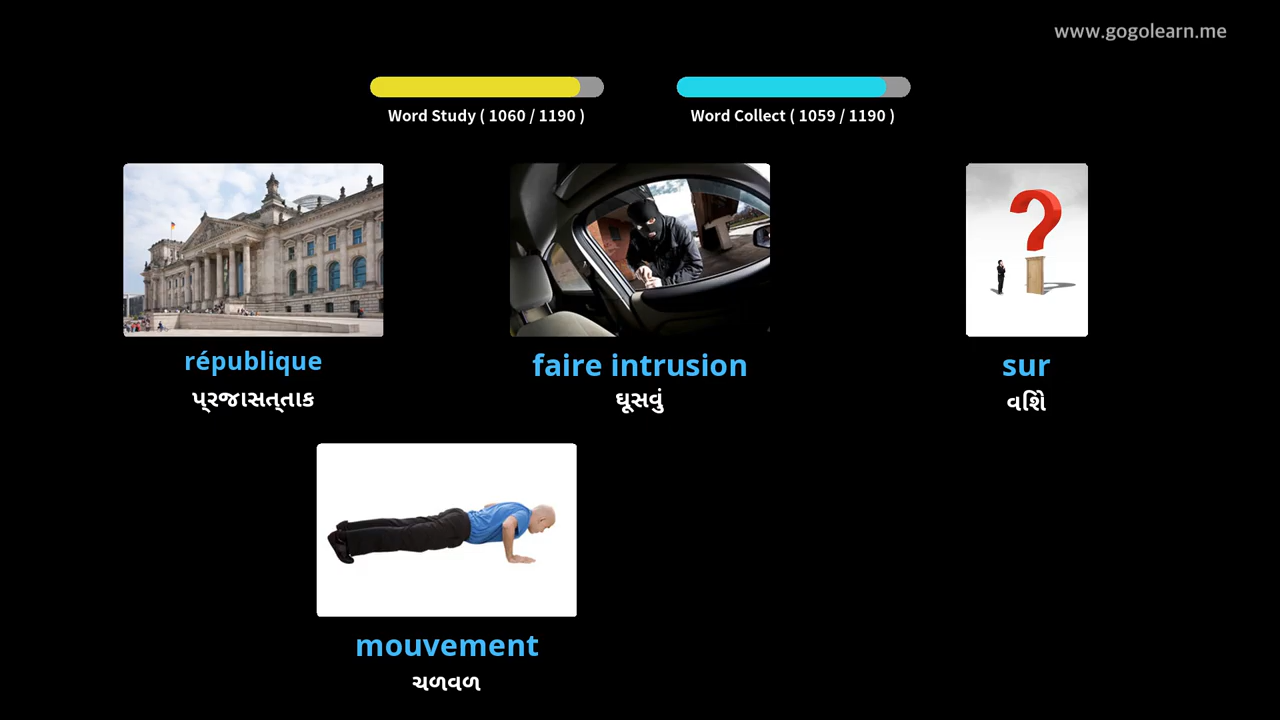 www.gogolearn.me
Word Study ( 1060 / 1190 )
Word Collect ( 1059 / 1190 )
république
પ્રજાસત્તાક
faire intrusion
ઘૂસવું
sur
વિશે
mouvement
ચળવળ